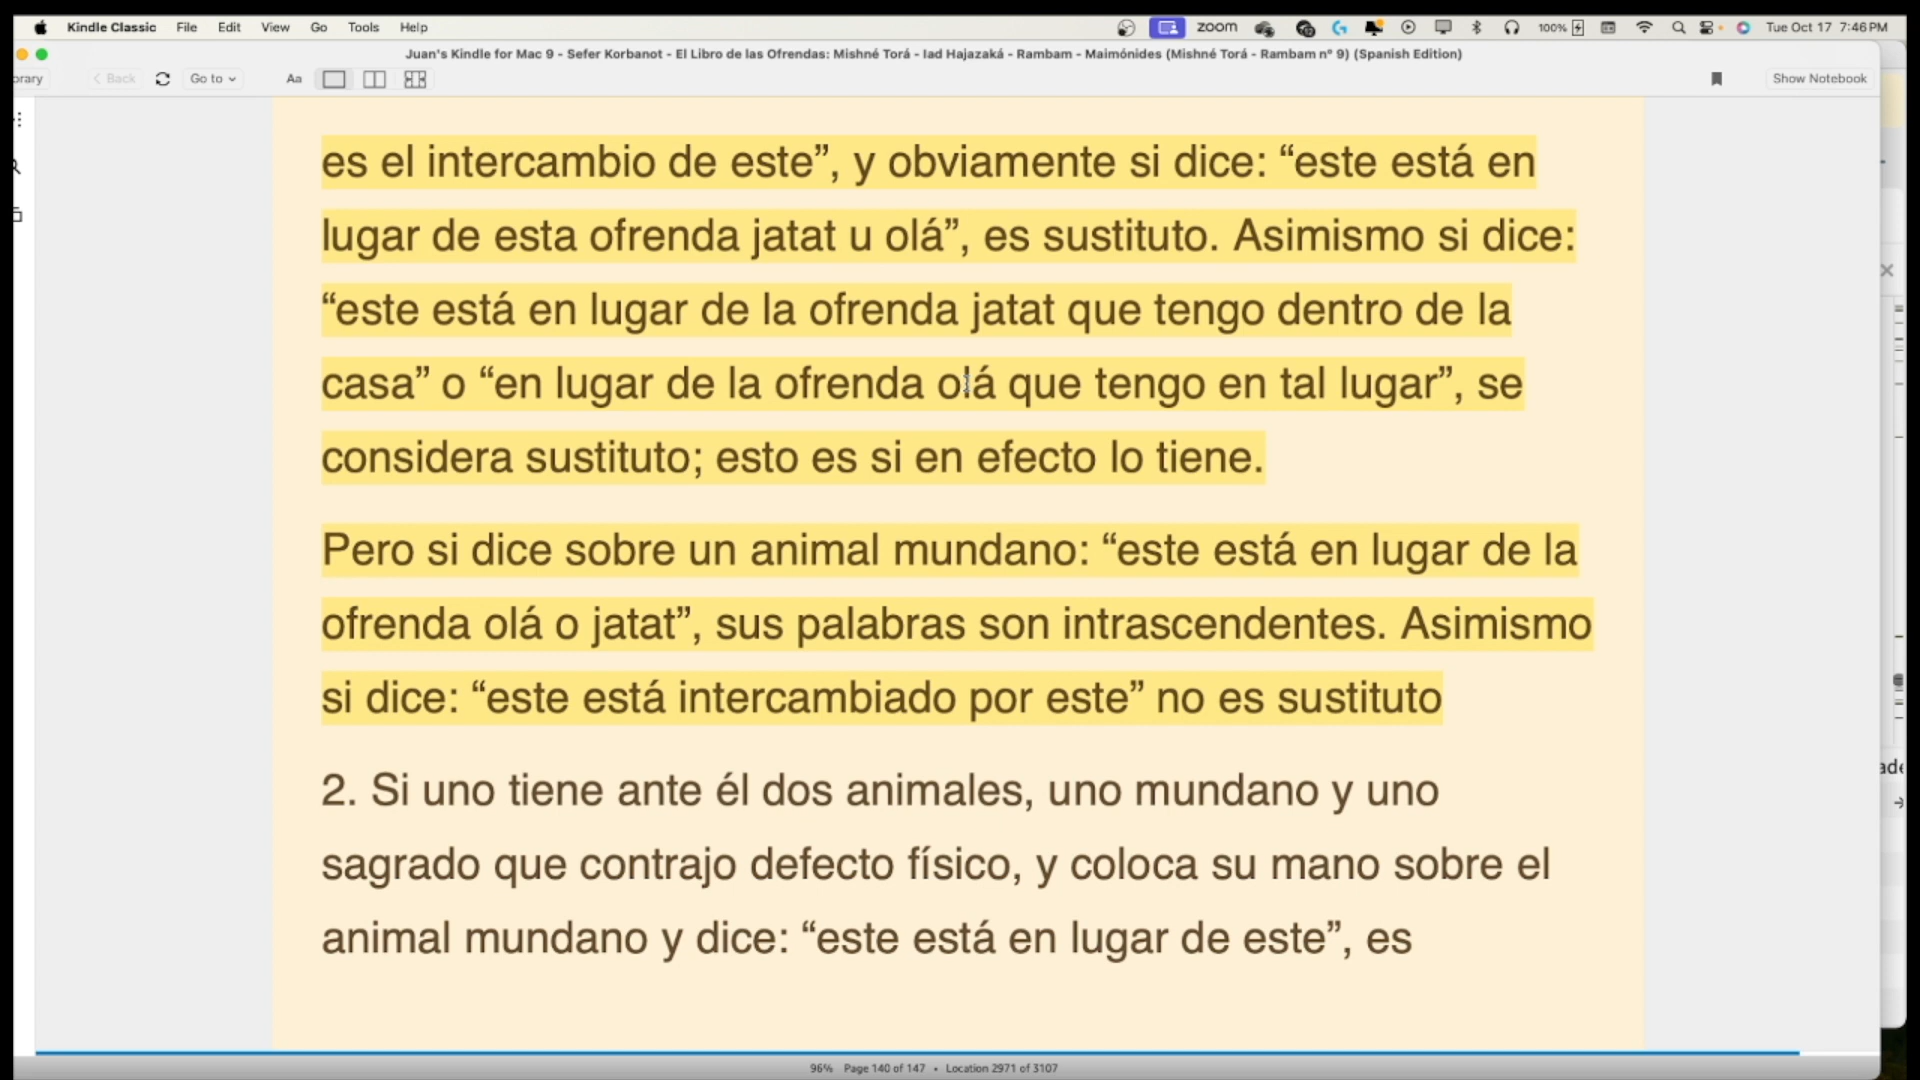 Kindle Classic File Edit View Go Tools Help zoom 100% Tue Oct 17 7:46 PM
Juan's Kindle for Mac 9 - Sefer Korbanot - El Libro de las Ofrendas: Mishné Torá - Iad Hajazaká - Rambam - Maimónides (Mishné Torá - Rambam nº 9) (Spanish Edition)
Back Go to Aa Show Notebook
es el intercambio de este”, y obviamente si dice: “este está en
lugar de esta ofrenda jatat u olá”, es sustituto. Asimismo si dice:
“este está en lugar de la ofrenda jatat que tengo dentro de la
casa” o “en lugar de la ofrenda olá que tengo en tal lugar”, se
considera sustituto; esto es si en efecto lo tiene.
Pero si dice sobre un animal mundano: “este está en lugar de la
ofrenda olá o jatat”, sus palabras son intrascendentes. Asimismo
si dice: “este está intercambiado por este” no es sustituto
2. Si uno tiene ante él dos animales, uno mundano y uno
sagrado que contrajo defecto físico, y coloca su mano sobre el
animal mundano y dice: “este está en lugar de este”, es
96% Page 140 of 147 • Location 2971 of 3107